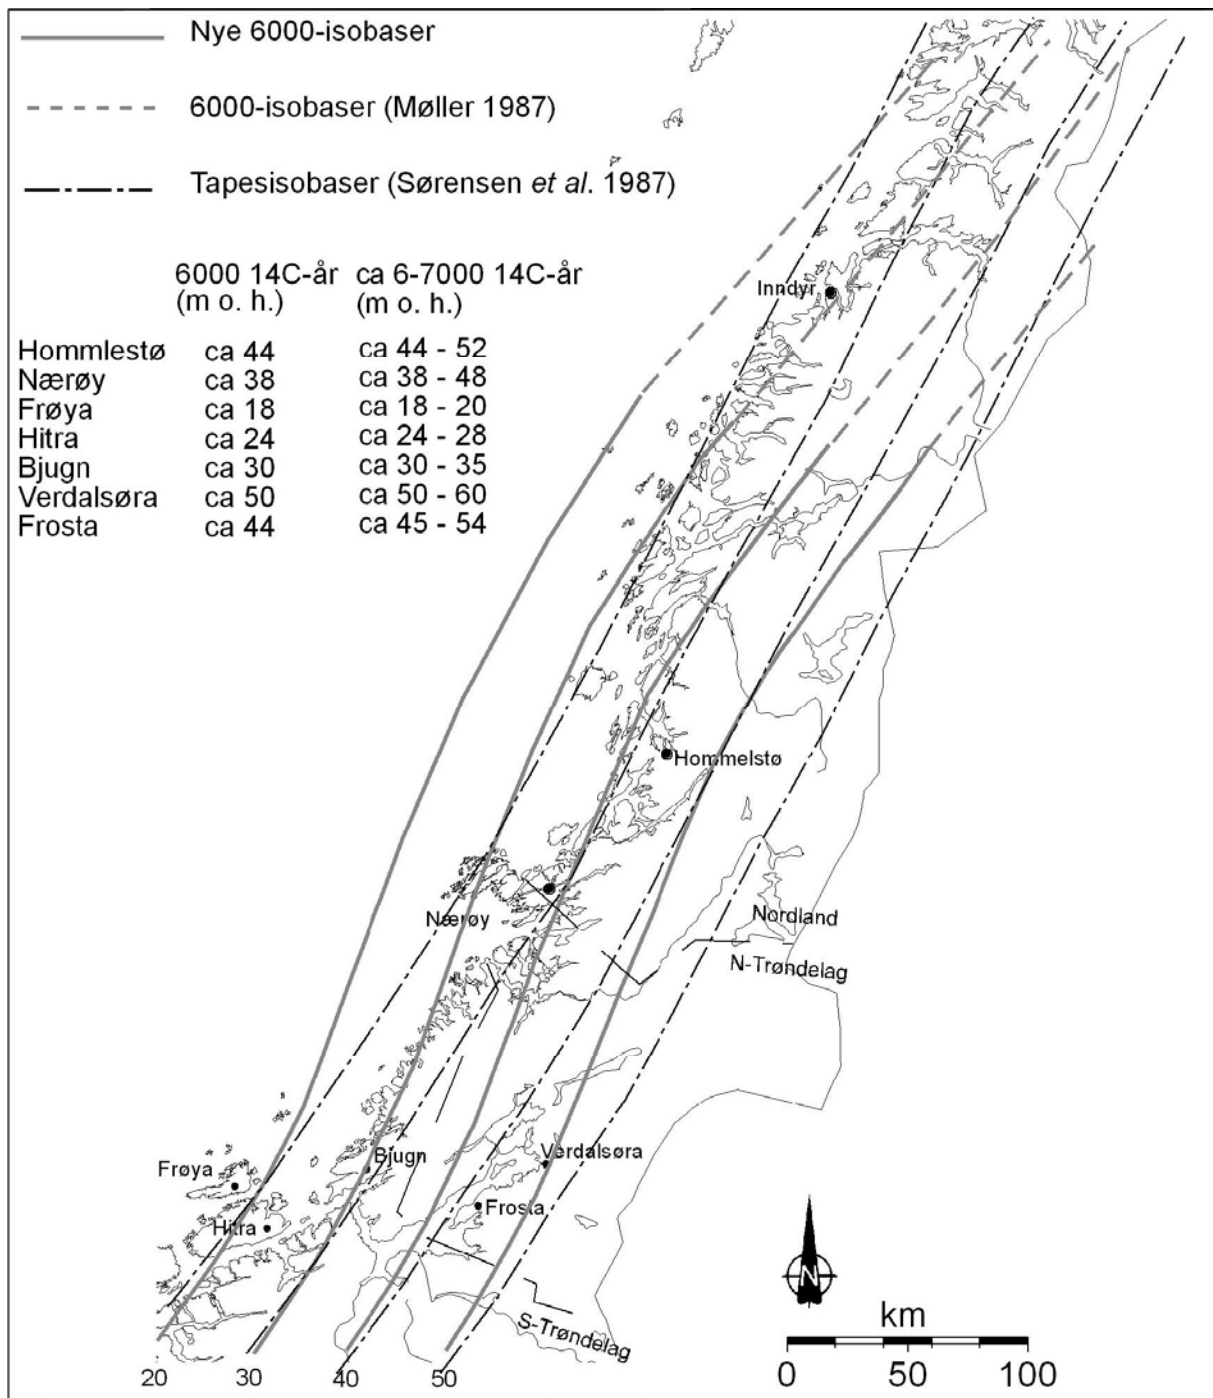 Nye 6000-isobaser
6000-isobaser (Møller 1987)
Tapesisobaser (Sørensen et al. 1987)
6000 14C-år ca 6-7000 14C-år
(m o. h.) (m o. h.)
Hommlestø ca 44 ca 44 - 52
Nærøy ca 38 ca 38 - 48
Frøya ca 18 ca 18 - 20
Hitra ca 24 ca 24 - 28
Bjugn ca 30 ca 30 - 35
Verdalsøra ca 50 ca 50 - 60
Frosta ca 44 ca 45 - 54
Inndyr
Hommelstø
Nærøy
Nordland
N-Trøndelag
Bjugn
Verdalsøra
Frøya
Frosta
Hitra
N
S-Trøndelag
km
0 50 100
20 30 40 50